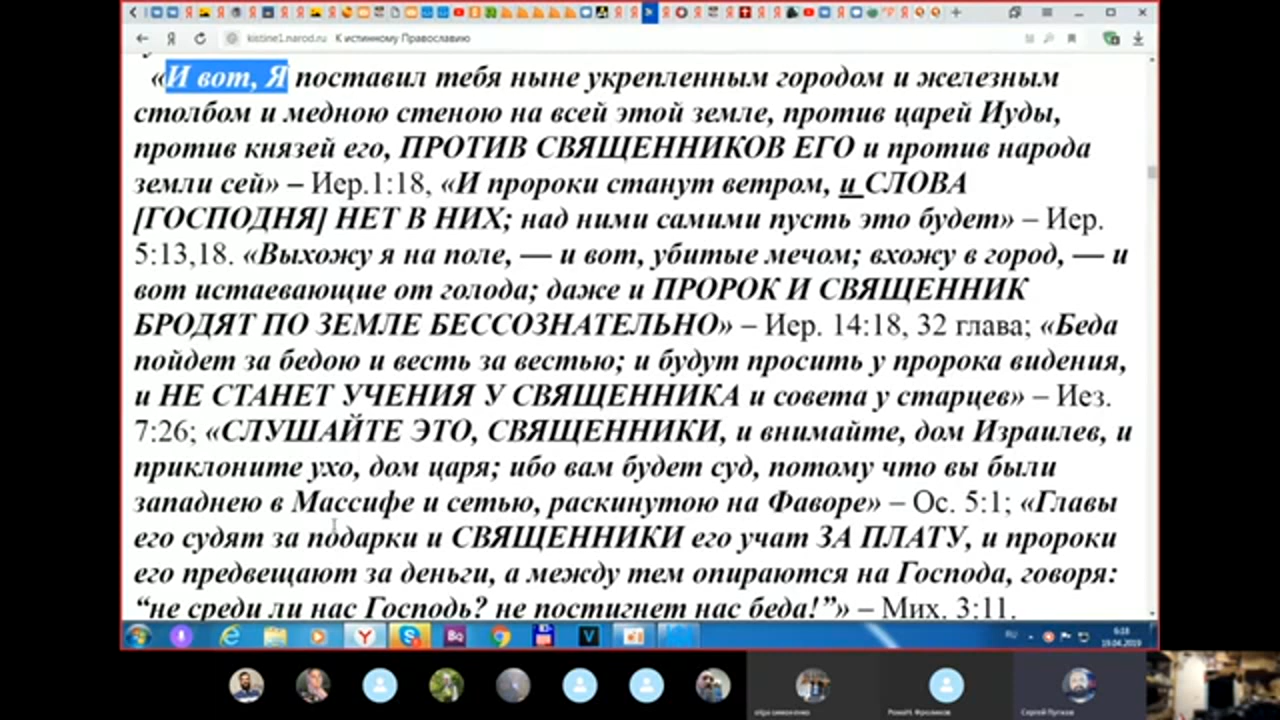 kistine1.narod.ru К истинному Православию
«И вот, Я поставил тебя ныне укрепленным городом и железным
столбом и медною стеною на всей этой земле, против царей Иуды,
против князей его, ПРОТИВ СВЯЩЕННИКОВ ЕГО и против народа
земли сей» – Иер.1:18, «И пророки станут ветром, и СЛОВА
[ГОСПОДНЯ] НЕТ В НИХ; над ними самими пусть это будет» – Иер.
5:13,18. «Выхожу я на поле, — и вот, убитые мечом; вхожу в город, — и
вот истаевающие от голода; даже и ПРОРОК И СВЯЩЕННИК
БРОДЯТ ПО ЗЕМЛЕ БЕССОЗНАТЕЛЬНО» – Иер. 14:18, 32 глава; «Беда
пойдет за бедою и весть за вестью; и будут просить у пророка видения,
и НЕ СТАНЕТ УЧЕНИЯ У СВЯЩЕННИКА и совета у старцев» – Иез.
7:26; «СЛУШАЙТЕ ЭТО, СВЯЩЕННИКИ, и внимайте, дом Израилев, и
приклоните ухо, дом царя; ибо вам будет суд, потому что вы были
западнею в Массифе и сетью, раскинутою на Фаворе» – Ос. 5:1; «Главы
его судят за подарки и СВЯЩЕННИКИ его учат ЗА ПЛАТУ, и пророки
его предвещают за деньги, а между тем опираются на Господа, говоря:
“не среди ли нас Господь? не постигнет нас беда!”» – Мих. 3:11.
RU
6:18
19.04.2019
Bq
V